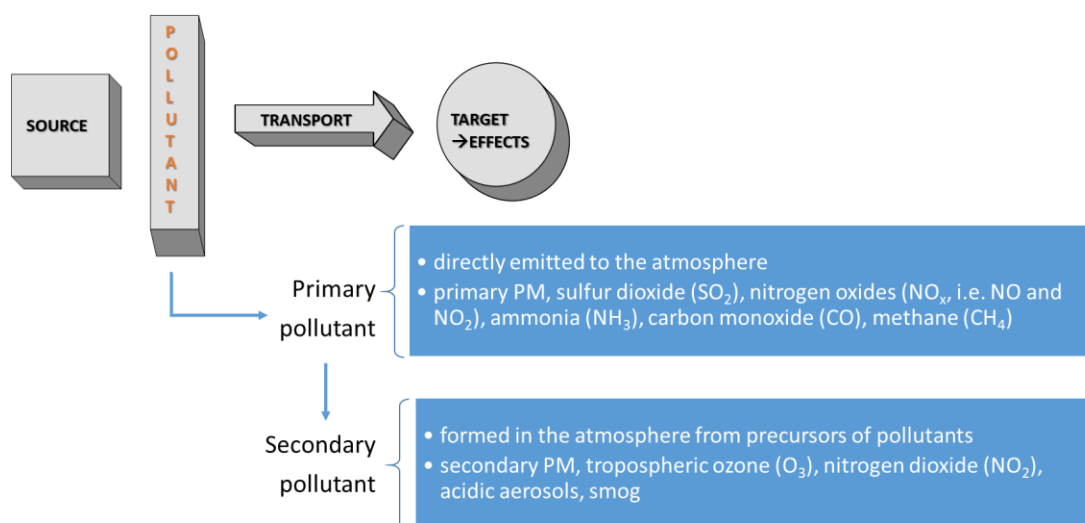 SOURCE
POLLUTANT
TRANSPORT
TARGET
→EFFECTS
Primary
pollutant
• directly emitted to the atmosphere
• primary PM, sulfur dioxide (SO₂), nitrogen oxides (NOₓ, i.e. NO and
NO₂), ammonia (NH₃), carbon monoxide (CO), methane (CH₄)
Secondary
pollutant
• formed in the atmosphere from precursors of pollutants
• secondary PM, tropospheric ozone (O₃), nitrogen dioxide (NO₂),
acidic aerosols, smog